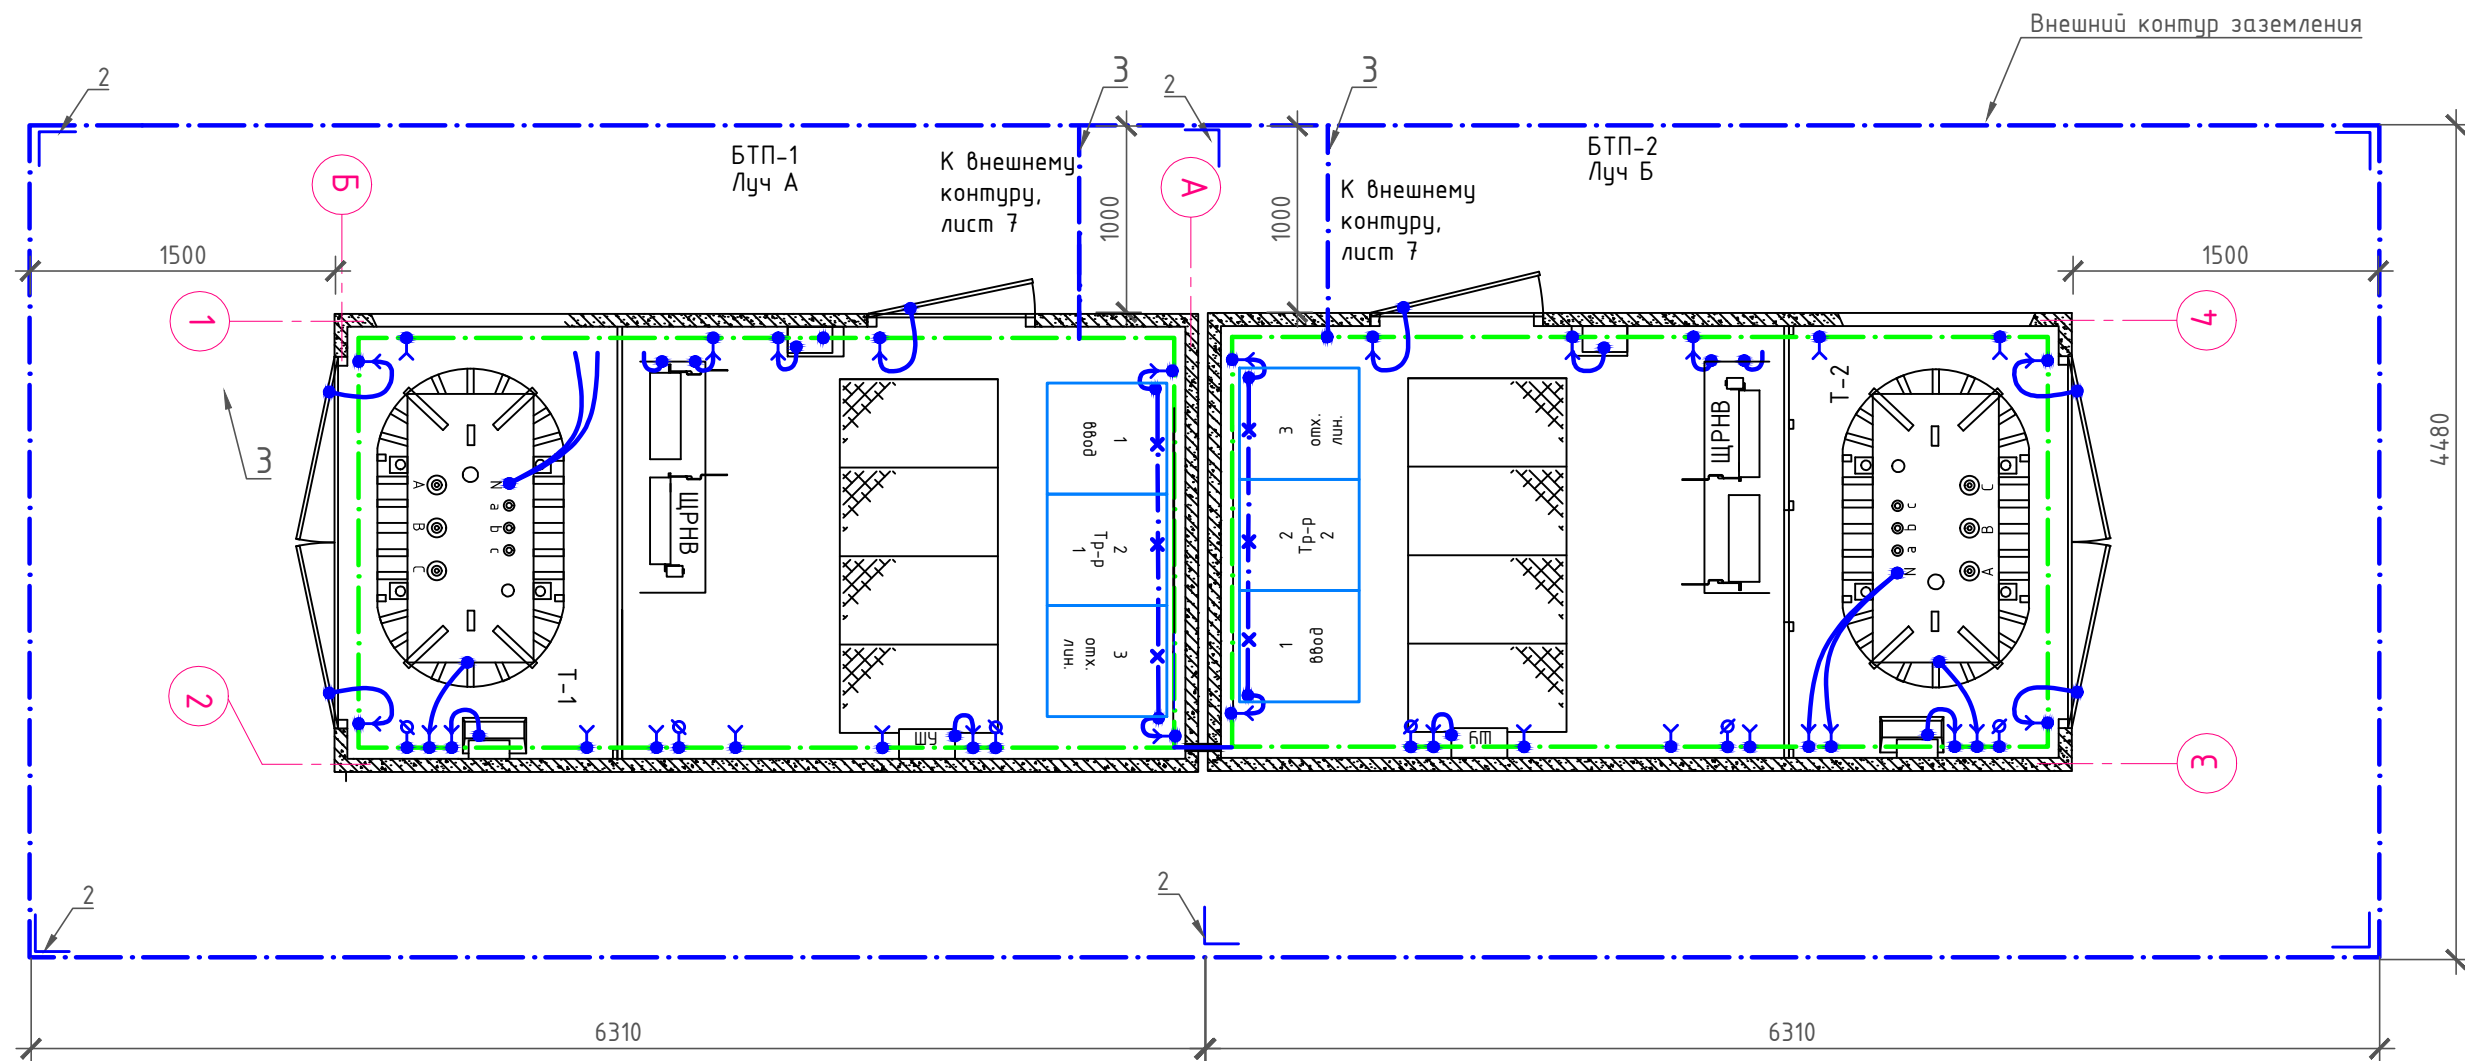 Внешний контур заземления
2
3
2
3
БТП-1
Луч А
К внешнему
контуру,
лист 7
БТП-2
Луч Б
К внешнему
контуру,
лист 7
Б
А
1000
1000
1500
1500
1
4
3
4480
Т-2
ЩРНВ
ЩРНВ
1
ввод
2
Тр-р
1
3
отх.
лин.
3
отх.
лин.
2
Тр-р
2
1
ввод
A
B
C
N
a
b
c
C
B
A
c
b
a
N
Т-1
2
3
ШУ
БП
2
2
6310
6310